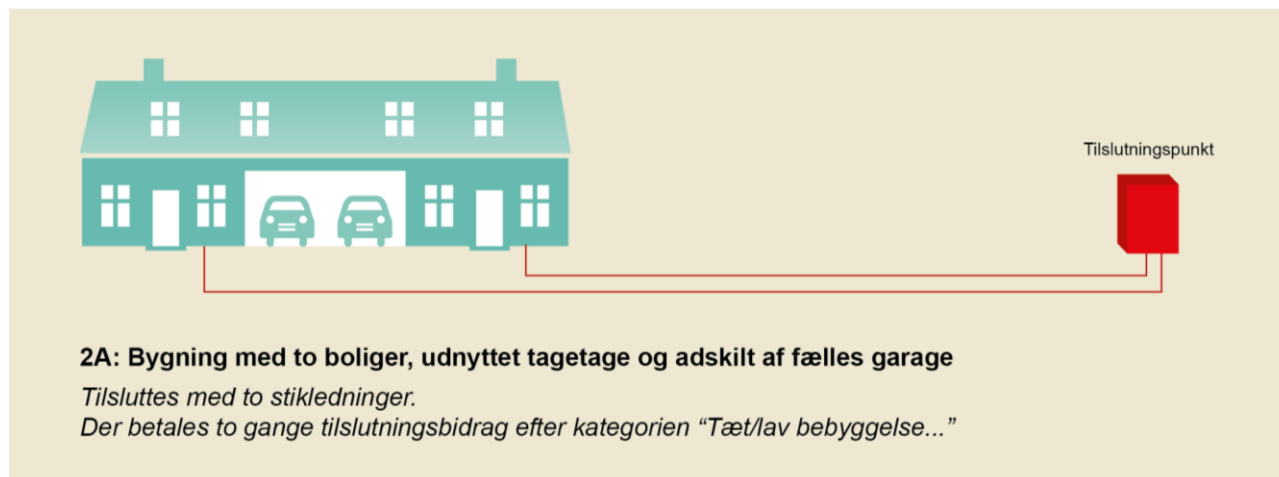 Tilslutningspunkt
2A: Bygning med to boliger, udnyttet tagetage og adskilt af fælles garage
Tilsluttes med to stikledninger.
Der betales to gange tilslutningsbidrag efter kategorien “Tæt/lav bebyggelse...”